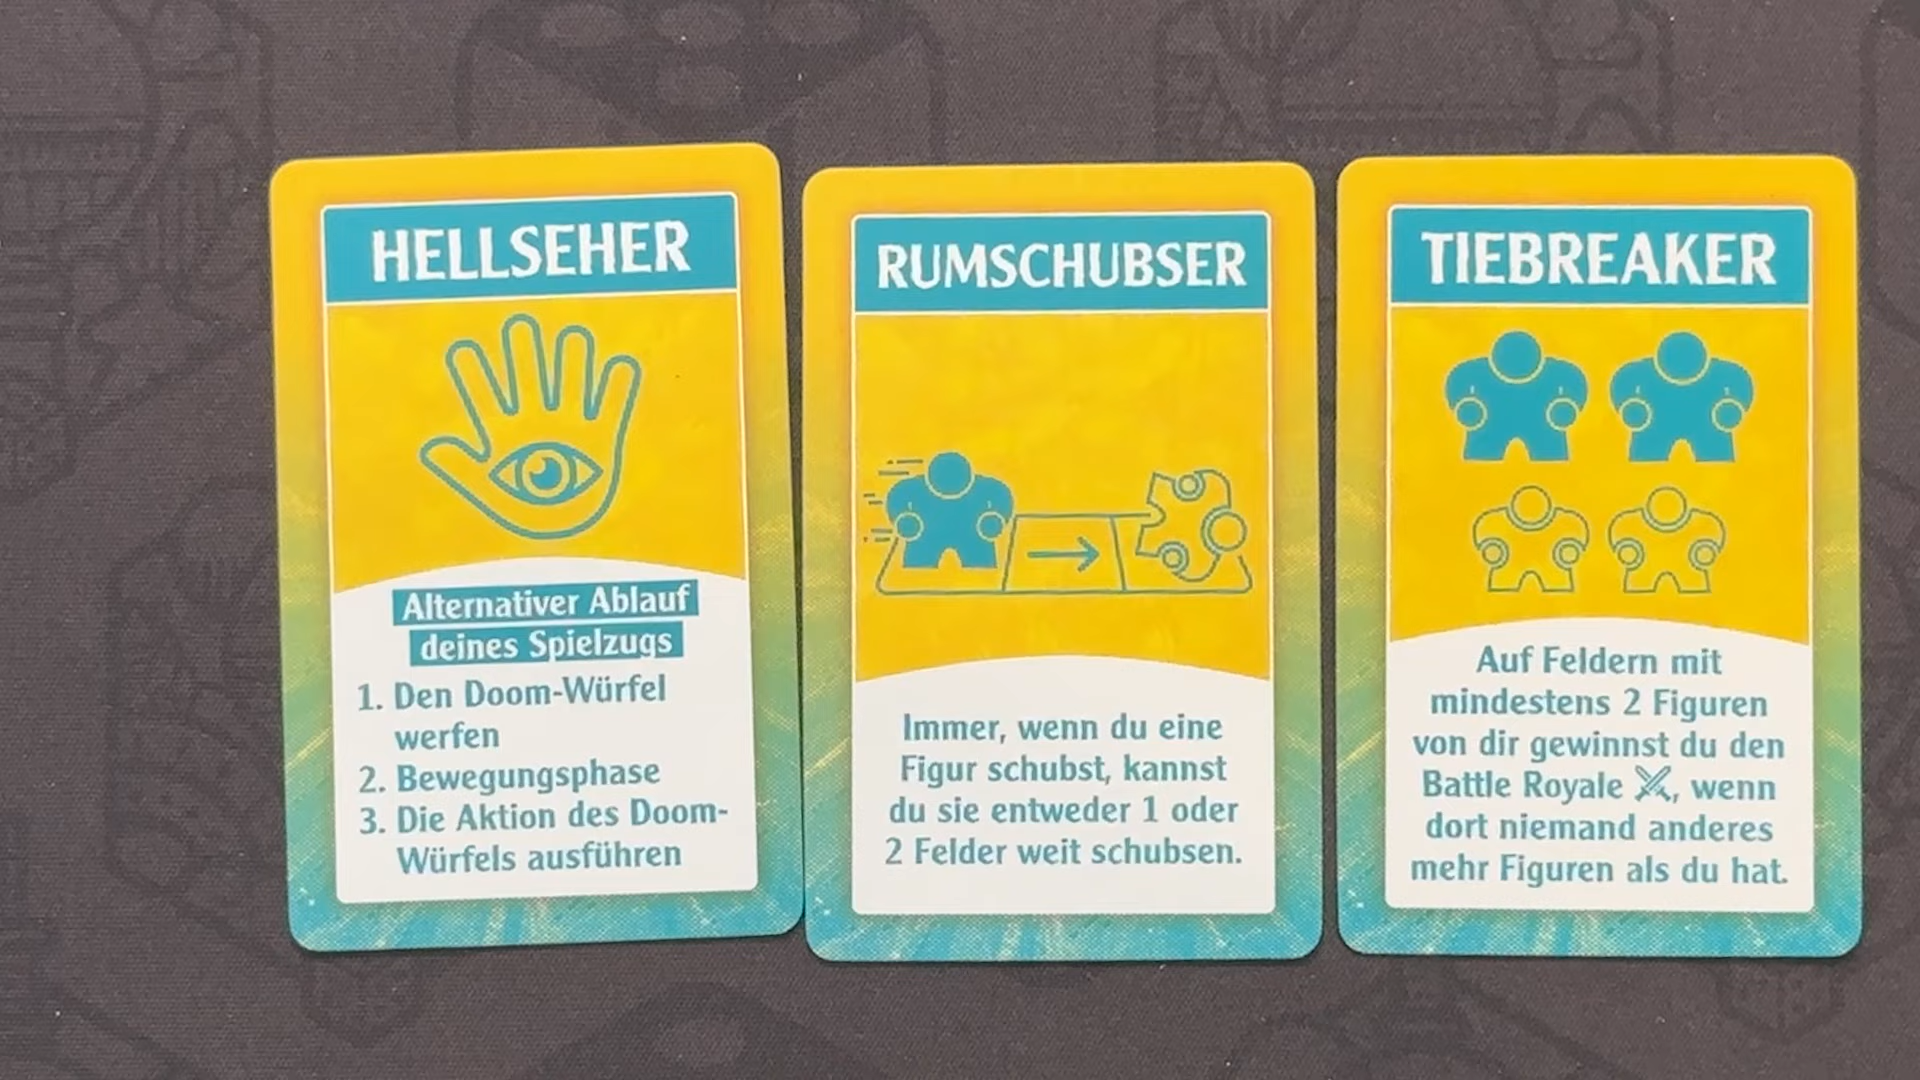 HELLSEHER
Alternativer Ablauf
deines Spielzugs
1. Den Doom-Würfel
werfen
2. Bewegungsphase
3. Die Aktion des Doom-
Würfels ausführen
RUMSCHUBSER
Immer, wenn du eine
Figur schubst, kannst
du sie entweder 1 oder
2 Felder weit schubsen.
TIEBREAKER
Auf Feldern mit
mindestens 2 Figuren
von dir gewinnst du den
Battle Royale ⚔, wenn
dort niemand anderes
mehr Figuren als du hat.